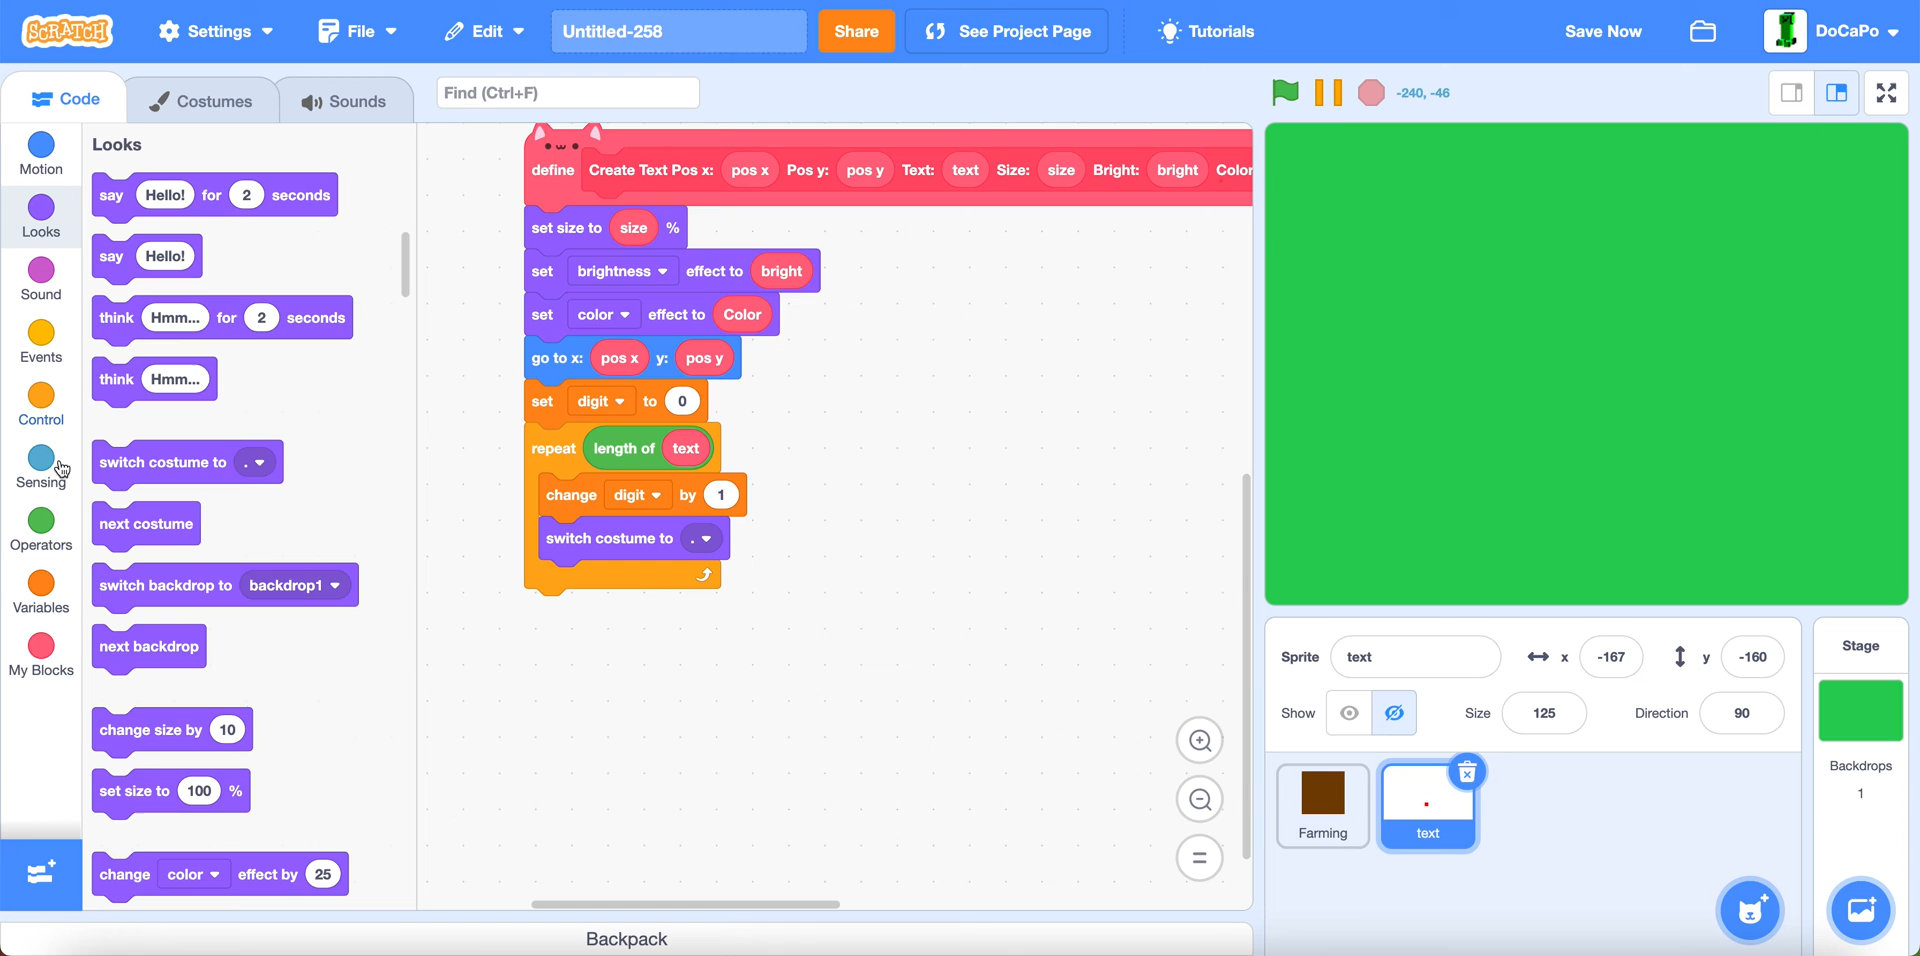 SCRATCH Settings File Edit Untitled-258 Share See Project Page Tutorials Save Now DoCaPo
Code Costumes Sounds Find (Ctrl+F) -240, -46
Motion
Looks
Sound
Events
Control
Sensing
Operators
Variables
My Blocks
Looks
say Hello! for 2 seconds
say Hello!
think Hmm... for 2 seconds
think Hmm...
switch costume to .
next costume
switch backdrop to backdrop1
next backdrop
change size by 10
set size to 100 %
change color effect by 25
define Create Text Pos x: pos x Pos y: pos y Text: text Size: size Bright: bright Color
set size to size %
set brightness effect to bright
set color effect to Color
go to x: pos x y: pos y
set digit to 0
repeat length of text
change digit by 1
switch costume to .
Backpack
Sprite text x -167 y -160
Show Size 125 Direction 90
Farming
text
Stage
Backdrops
1